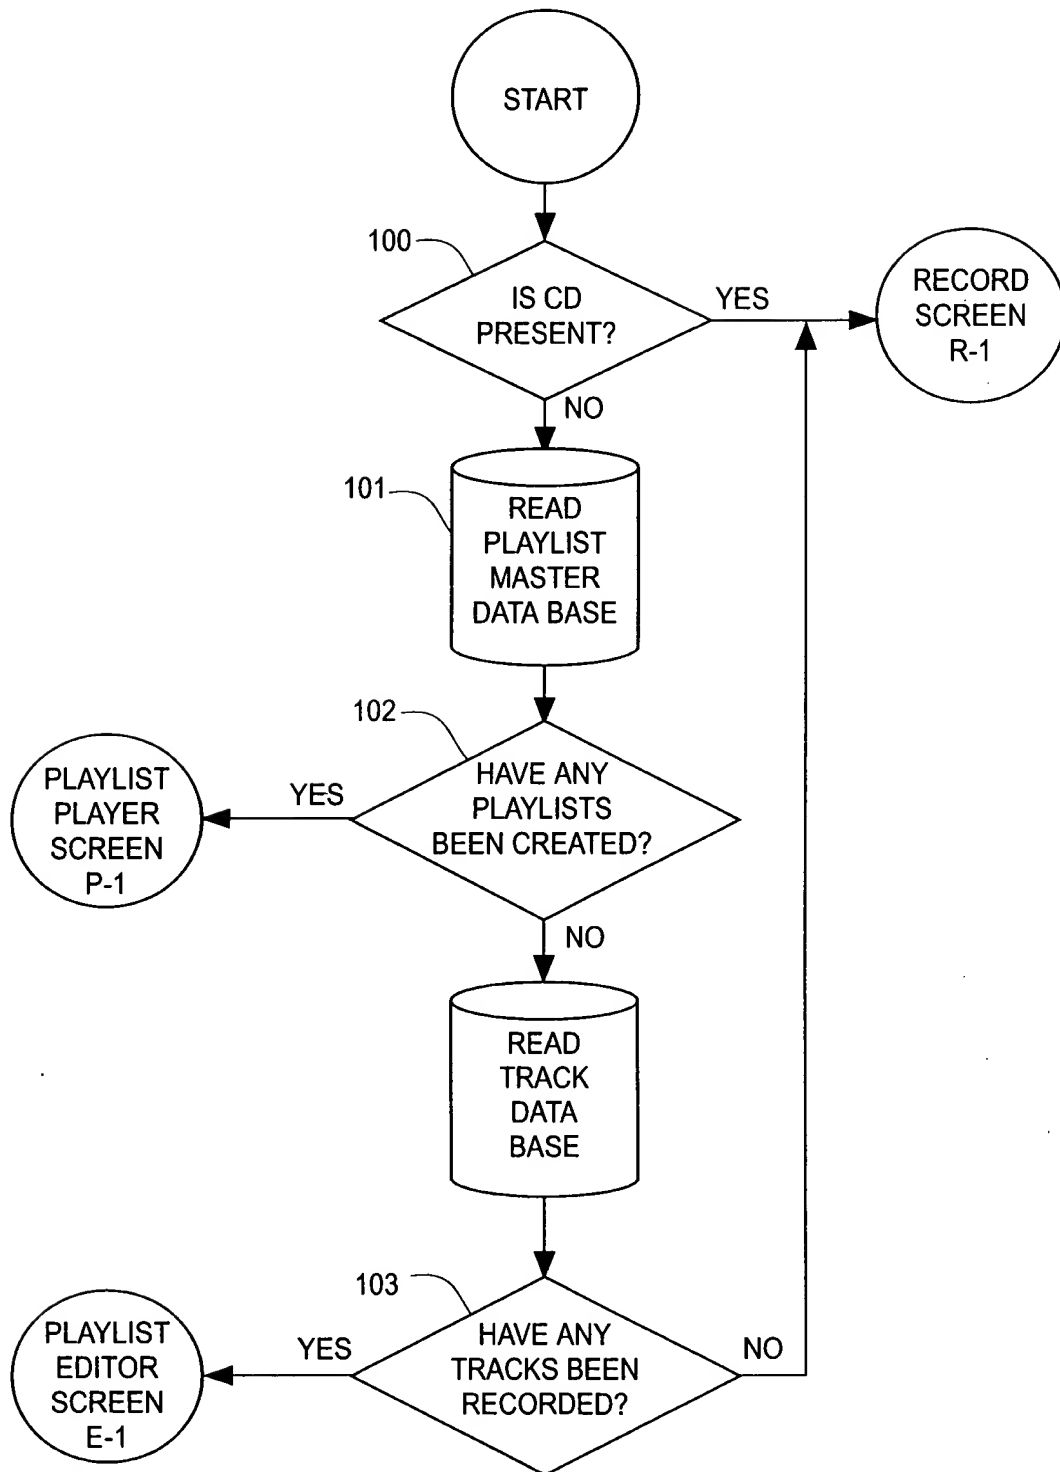 START
100
IS CD
PRESENT?
YES
RECORD
SCREEN
R-1
NO
101
READ
PLAYLIST
MASTER
DATA BASE
102
HAVE ANY
PLAYLISTS
BEEN CREATED?
YES
PLAYLIST
PLAYER
SCREEN
P-1
NO
READ
TRACK
DATA
BASE
103
HAVE ANY
TRACKS BEEN
RECORDED?
YES
NO
PLAYLIST
EDITOR
SCREEN
E-1